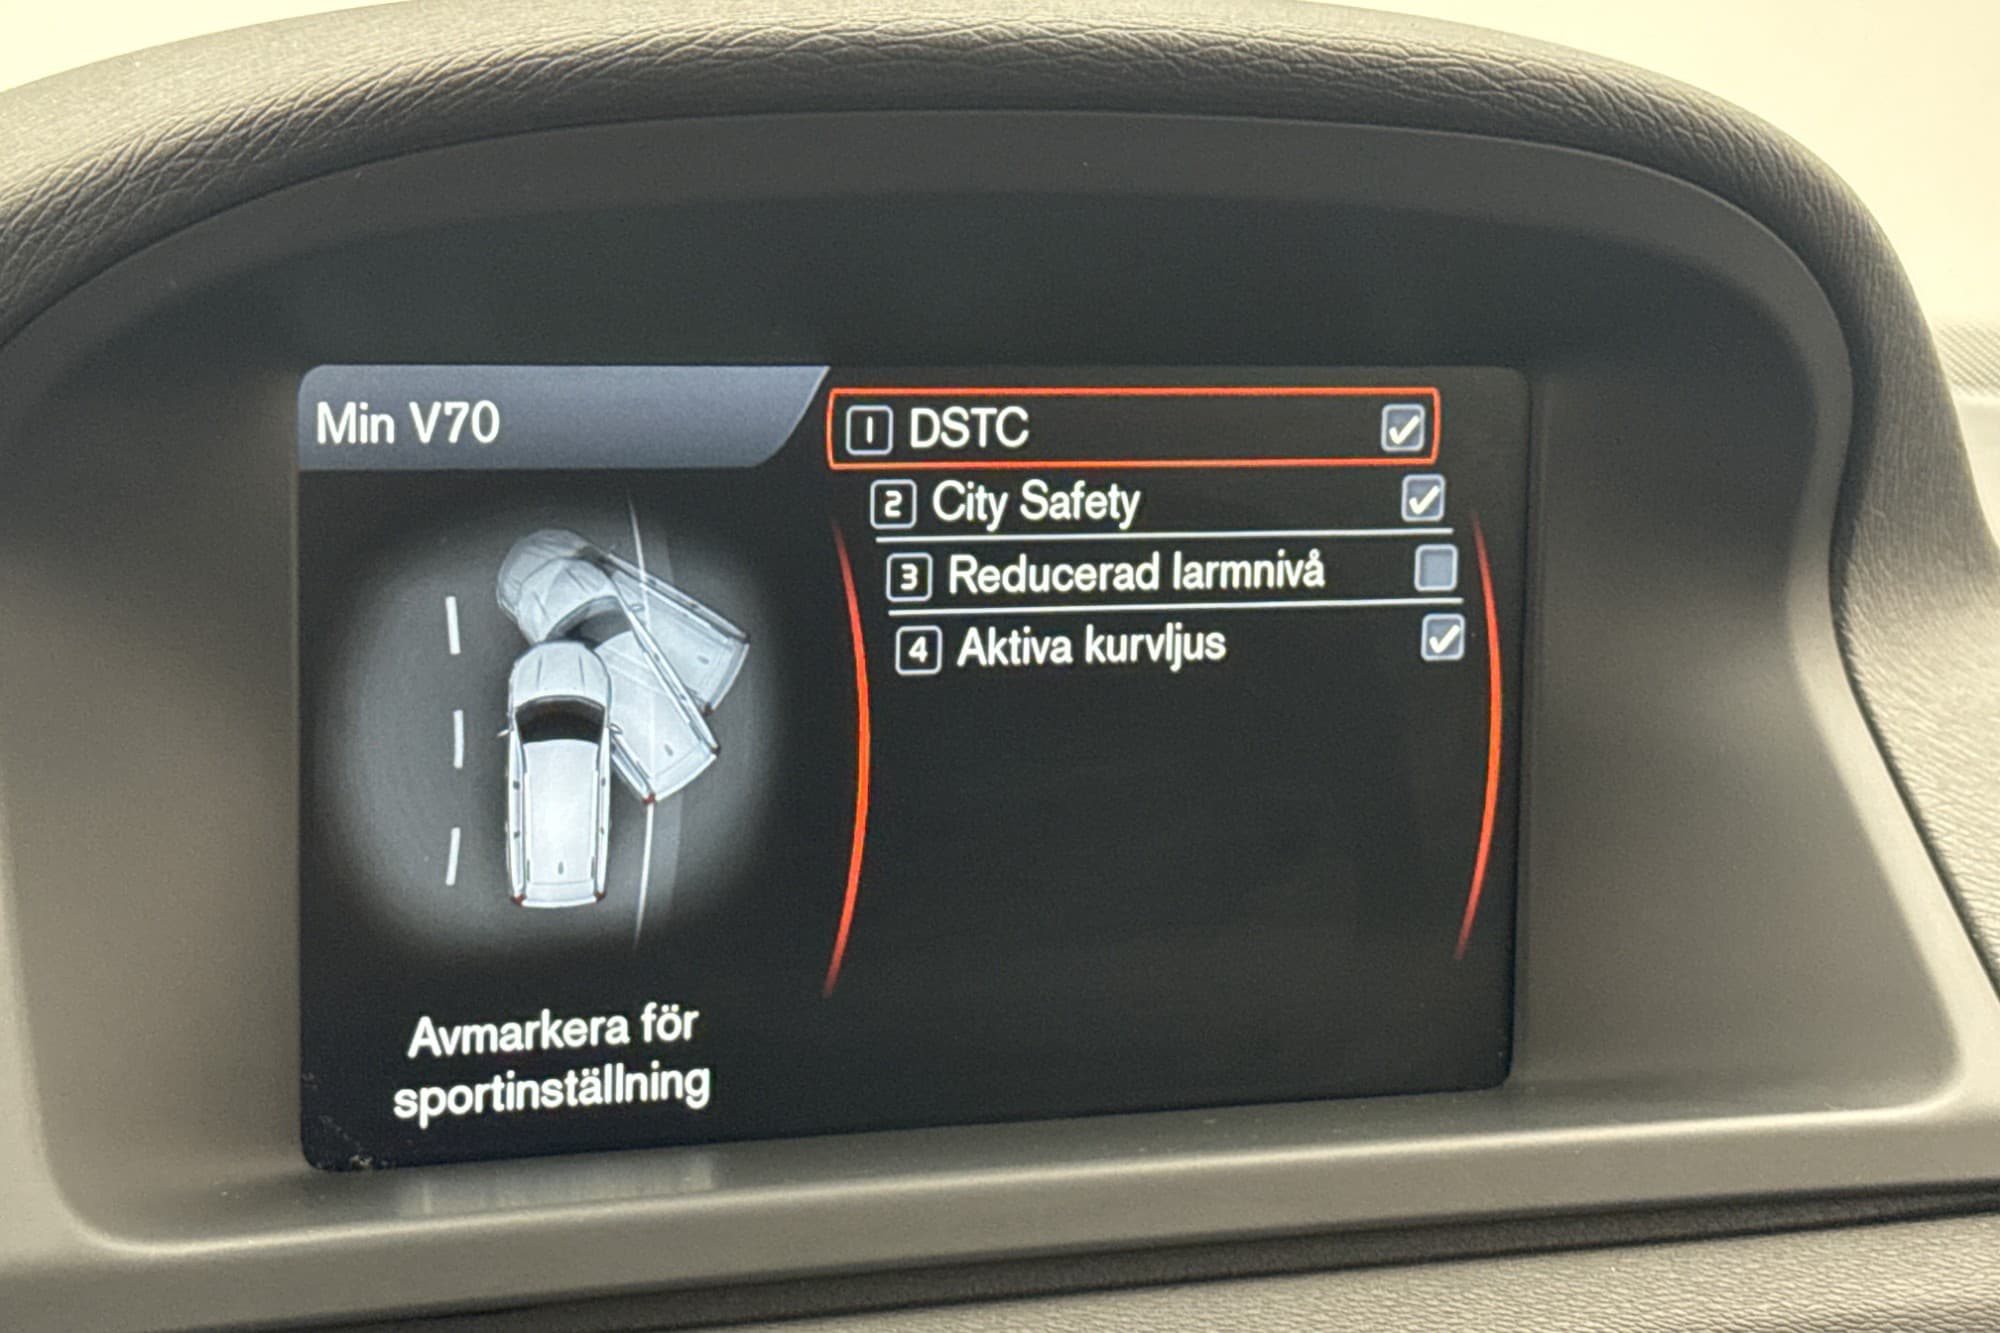 Min V70
1 DSTC
2 City Safety
3 Reducerad larmnivå
4 Aktiva kurvljus
Avmarkera för
sportinställning